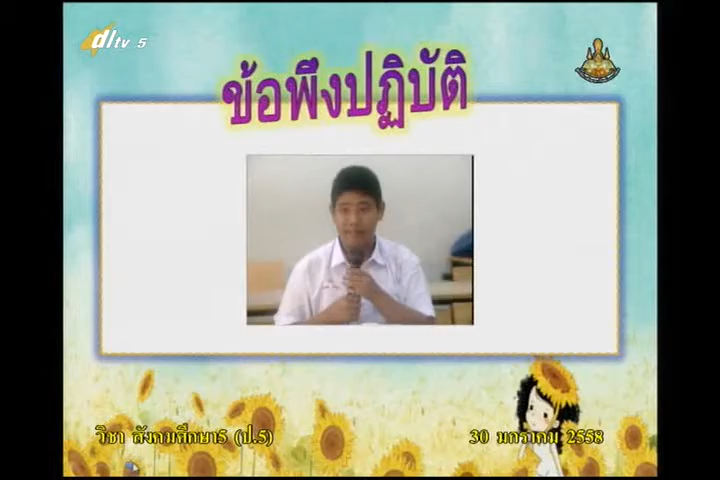 dltv 5
ข้อพึงปฏิบัติ
วิชา สังคมศึกษา5 (ป.5)
30 มกราคม 2558